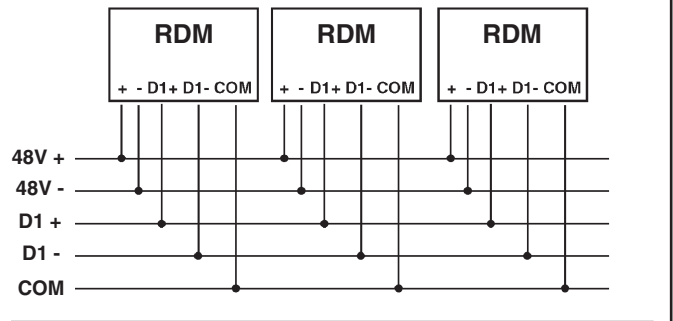 RDM RDM RDM
+ - D1+ D1- COM + - D1+ D1- COM + - D1+ D1- COM
48V +
48V -
D1 +
D1 -
COM